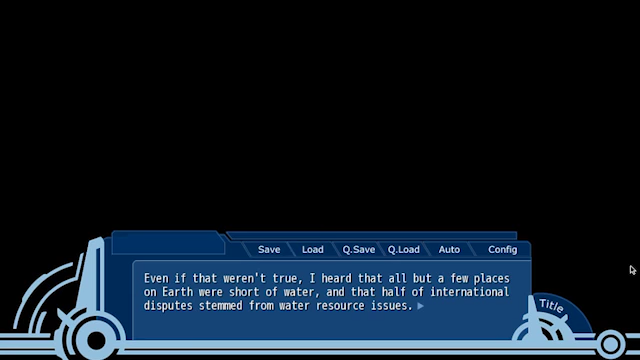 Save Load Q.Save Q.Load Auto Config
Even if that weren't true, I heard that all but a few places
on Earth were short of water, and that half of international
disputes stemmed from water resource issues.
Title